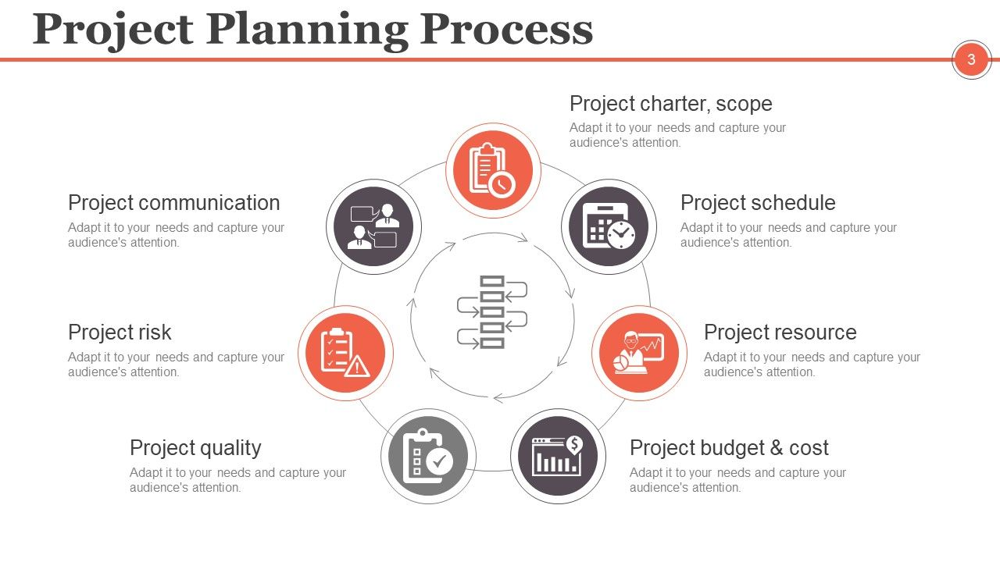 Project Planning Process
3
Project charter, scope
Adapt it to your needs and capture your
audience's attention.
Project communication
Adapt it to your needs and capture your
audience's attention.
Project schedule
Adapt it to your needs and capture your
audience's attention.
Project risk
Adapt it to your needs and capture your
audience's attention.
Project resource
Adapt it to your needs and capture your
audience's attention.
Project quality
Adapt it to your needs and capture your
audience's attention.
$
Project budget & cost
Adapt it to your needs and capture your
audience's attention.